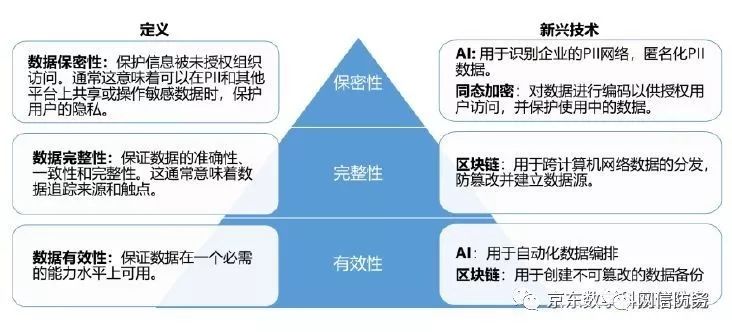 定义
新兴技术
数据保密性：保护信息被未授权组织
访问。通常这意味着可以在PII和其他
平台上共享或操作敏感数据时，保护
用户的隐私。
保密性
AI: 用于识别企业的PII网络，匿名化PII
数据。
同态加密：对数据进行编码以供授权用
户访问，并保护使用中的数据。
数据完整性：保证数据的准确性、
一致性和完整性。这通常意味着数
据追踪来源和触点。
完整性
区块链：用于跨计算机网络数据的分发，
防篡改并建立数据源。
数据有效性：保证数据在一个必需
的能力水平上可用。
有效性
AI：用于自动化数据编排
区块链：用于创建不可篡改的数据备份